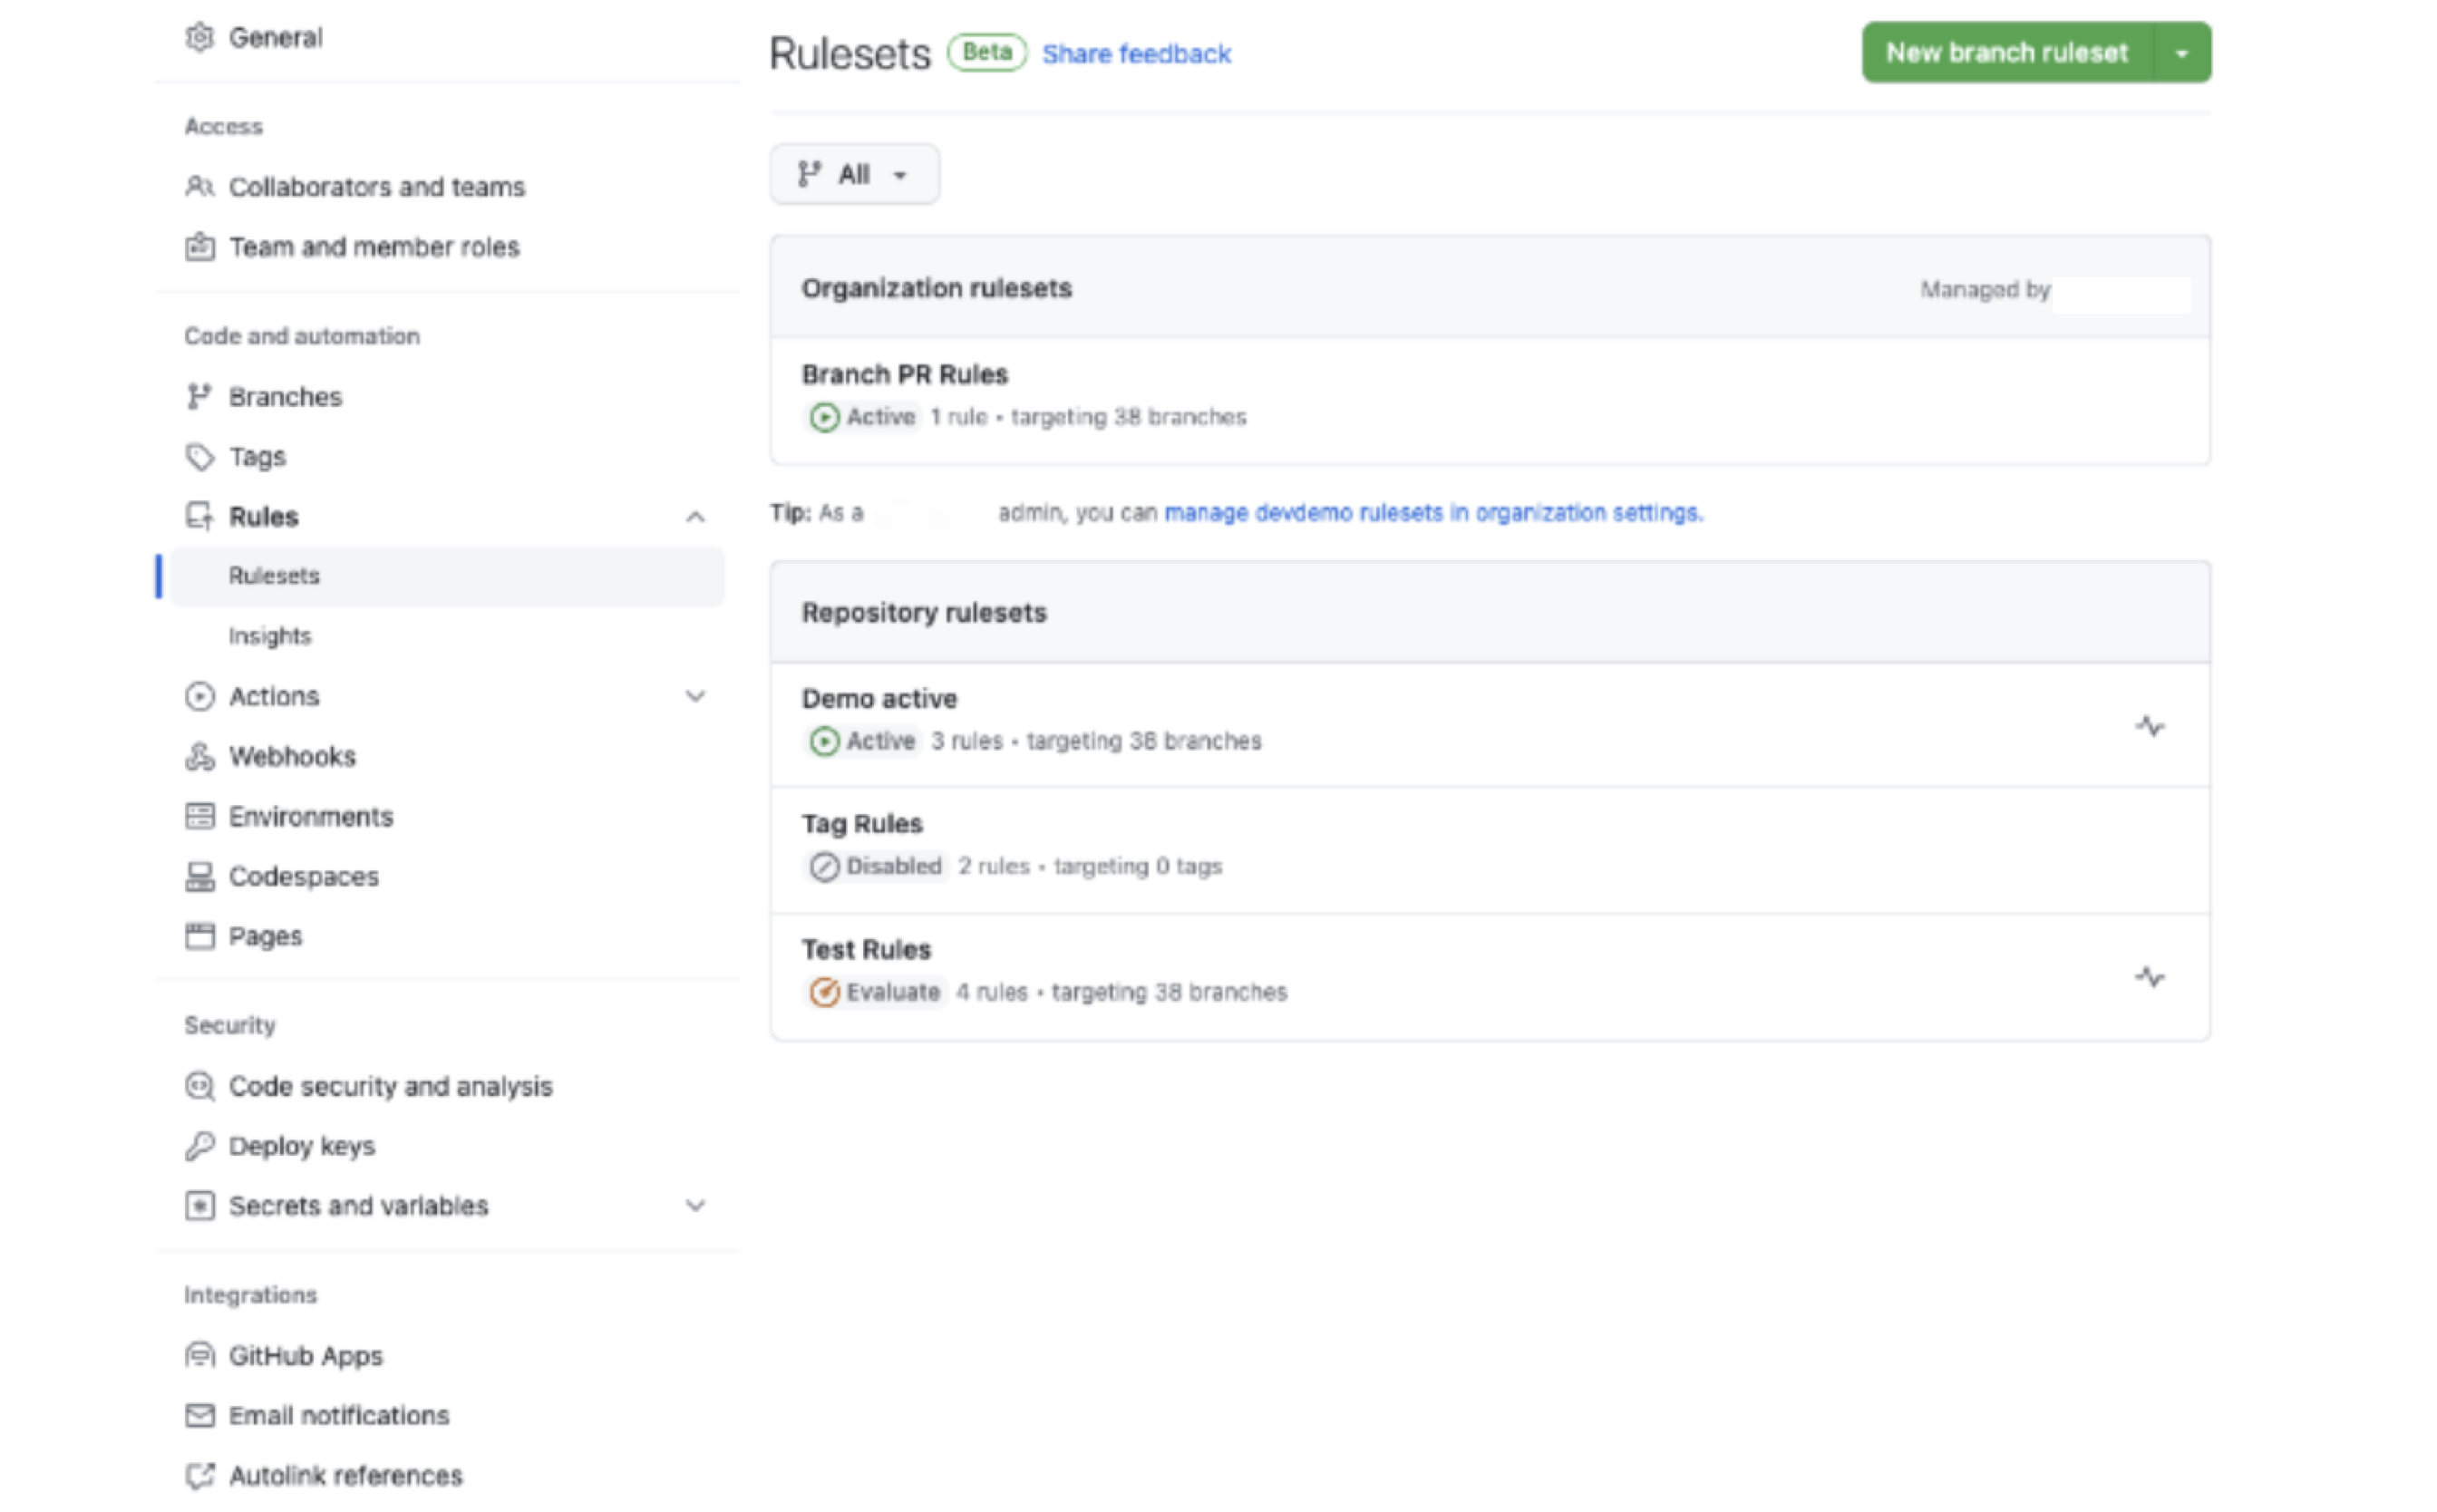 General
Access
Collaborators and teams
Team and member roles
Code and automation
Branches
Tags
Rules
Rulesets
Insights
Actions
Webhooks
Environments
Codespaces
Pages
Security
Code security and analysis
Deploy keys
Secrets and variables
Integrations
GitHub Apps
Email notifications
Autolink references
Rulesets Beta Share feedback
New branch ruleset
All
Organization rulesets Managed by
Branch PR Rules
Active 1 rule • targeting 38 branches
Tip: As a admin, you can manage devdemo rulesets in organization settings.
Repository rulesets
Demo active
Active 3 rules • targeting 38 branches
Tag Rules
Disabled 2 rules • targeting 0 tags
Test Rules
Evaluate 4 rules • targeting 38 branches